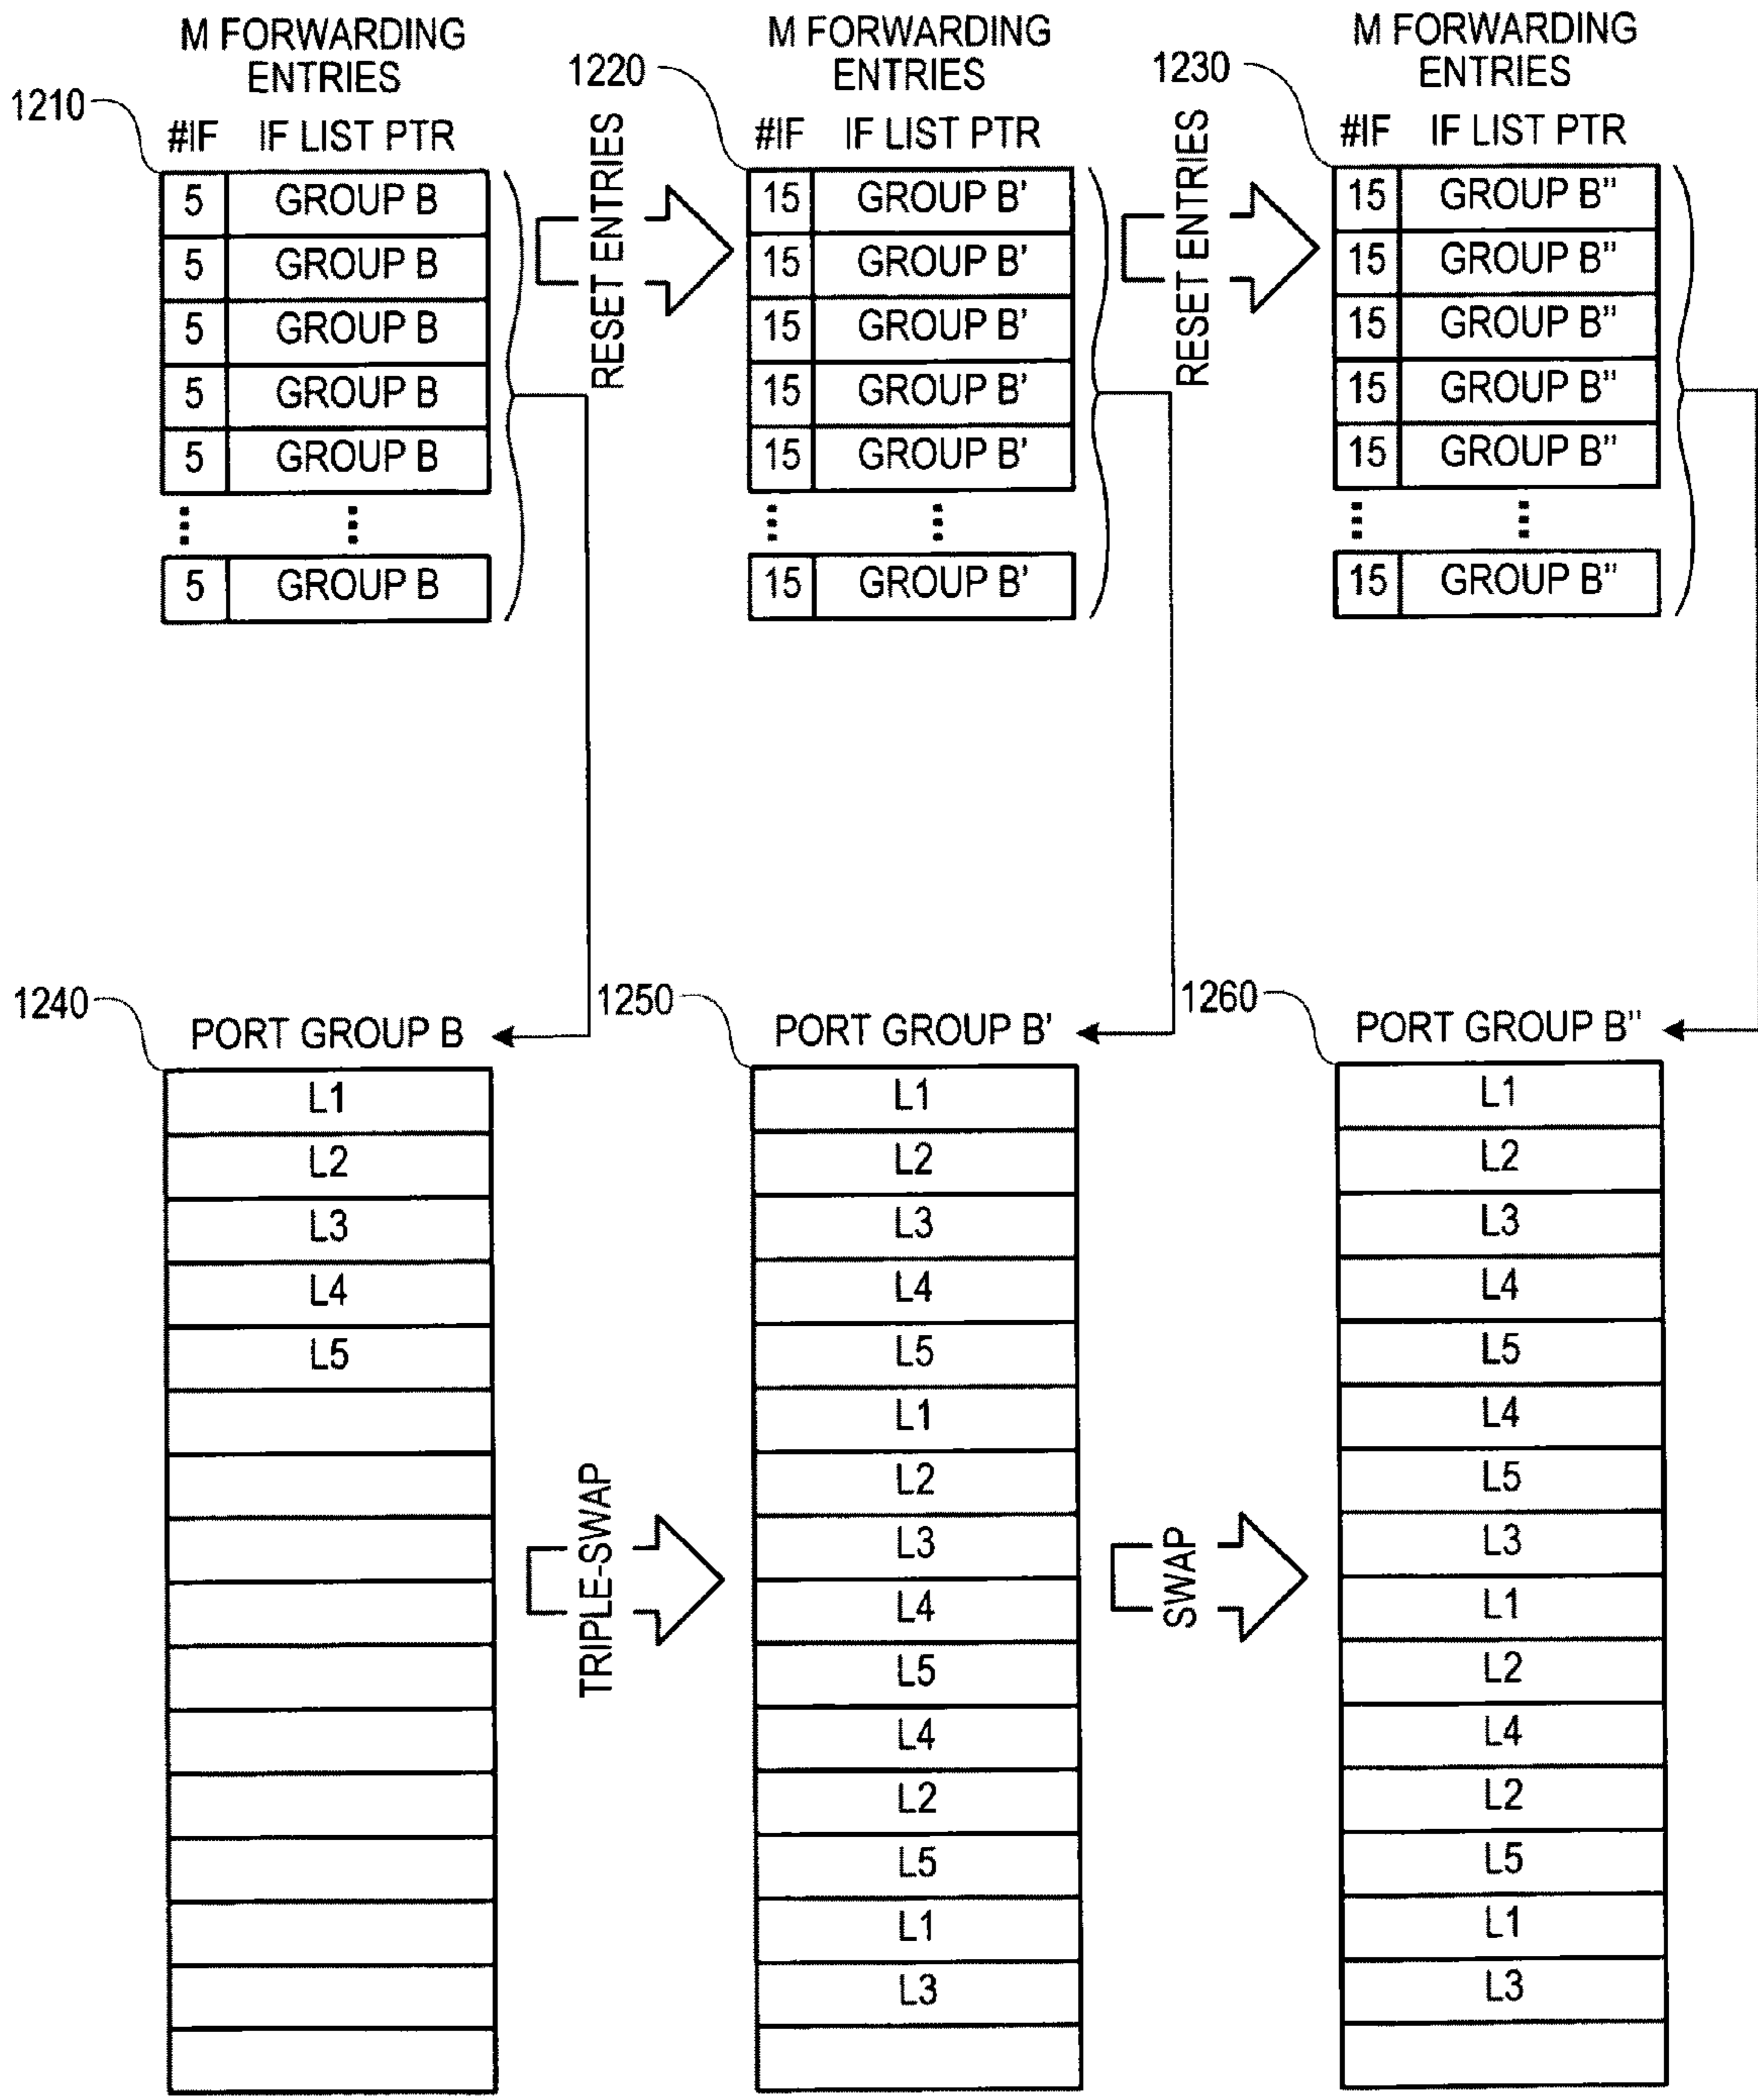 M FORWARDING
ENTRIES
1210
#IF IF LIST PTR
5 GROUP B
5 GROUP B
5 GROUP B
5 GROUP B
5 GROUP B
⋮ ⋮
5 GROUP B
RESET ENTRIES
M FORWARDING
ENTRIES
1220
#IF IF LIST PTR
15 GROUP B'
15 GROUP B'
15 GROUP B'
15 GROUP B'
15 GROUP B'
⋮ ⋮
15 GROUP B'
RESET ENTRIES
M FORWARDING
ENTRIES
1230
#IF IF LIST PTR
15 GROUP B"
15 GROUP B"
15 GROUP B"
15 GROUP B"
15 GROUP B"
⋮ ⋮
15 GROUP B"
1240
PORT GROUP B
L1
L2
L3
L4
L5
TRIPLE-SWAP
1250
PORT GROUP B'
L1
L2
L3
L4
L5
L1
L2
L3
L4
L5
L4
L2
L5
L1
L3
SWAP
1260
PORT GROUP B"
L1
L2
L3
L4
L5
L4
L5
L3
L1
L2
L4
L2
L5
L1
L3